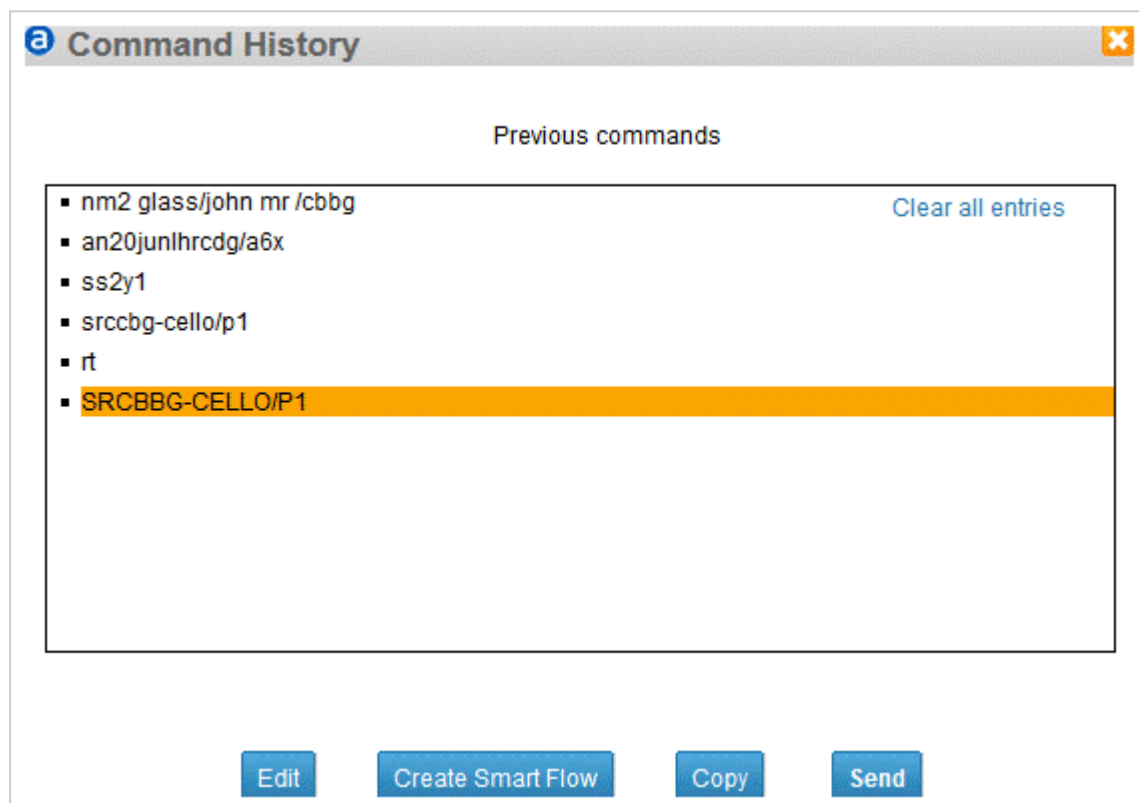 a Command History
Previous commands
nm2 glass/john mr /cbbg
Clear all entries
an20junlhrcdg/a6x
ss2y1
srccbg-cello/p1
rt
SRCBBG-CELLO/P1
Edit
Create Smart Flow
Copy
Send